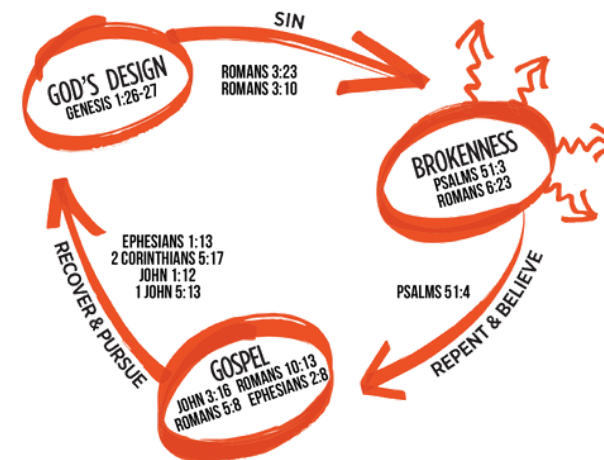 SIN
GOD'S DESIGN
GENESIS 1:26-27
ROMANS 3:23
ROMANS 3:10
BROKENNESS
PSALMS 51:3
ROMANS 6:23
REPENT & BELIEVE
PSALMS 51:4
GOSPEL
JOHN 3:16 ROMANS 10:13
ROMANS 5:8 EPHESIANS 2:8
RECOVER & PURSUE
EPHESIANS 1:13
2 CORINTHIANS 5:17
JOHN 1:12
1 JOHN 5:13